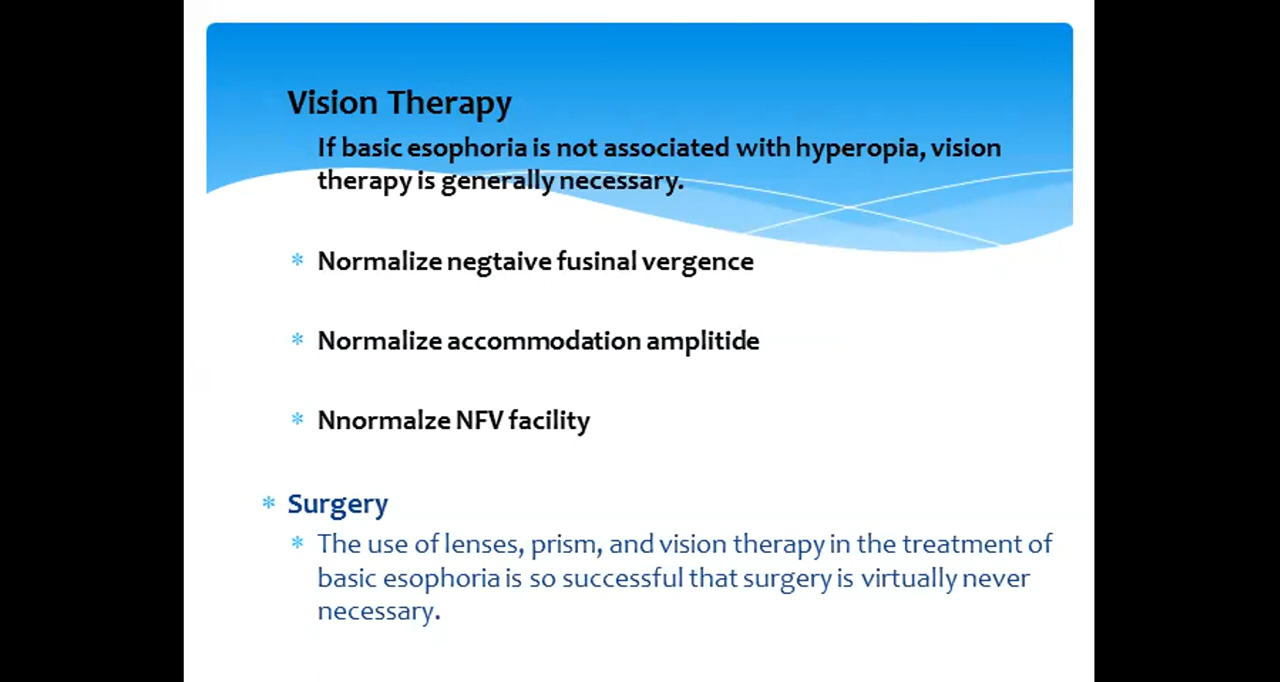 Vision Therapy
If basic esophoria is not associated with hyperopia, vision
therapy is generally necessary.
* Normalize negtaive fusinal vergence
* Normalize accommodation amplitide
* Nnormalze NFV facility
* Surgery
* The use of lenses, prism, and vision therapy in the treatment of
basic esophoria is so successful that surgery is virtually never
necessary.